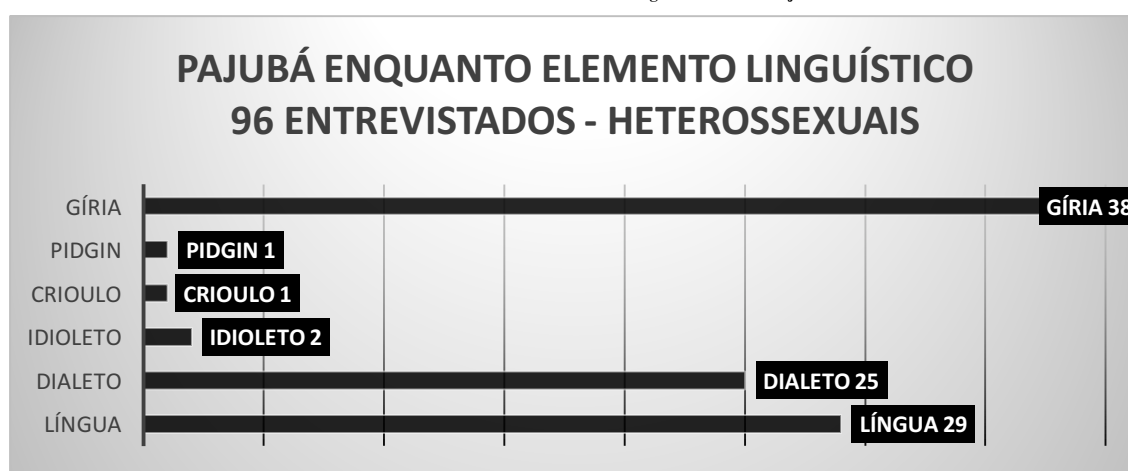 PAJUBÁ ENQUANTO ELEMENTO LINGUÍSTICO
96 ENTREVISTADOS - HETEROSSEXUAIS
GÍRIA
GÍRIA 38
PIDGIN
PIDGIN 1
CRIOULO
CRIOULO 1
IDIOLETO
IDIOLETO 2
DIALETO
DIALETO 25
LÍNGUA
LÍNGUA 29